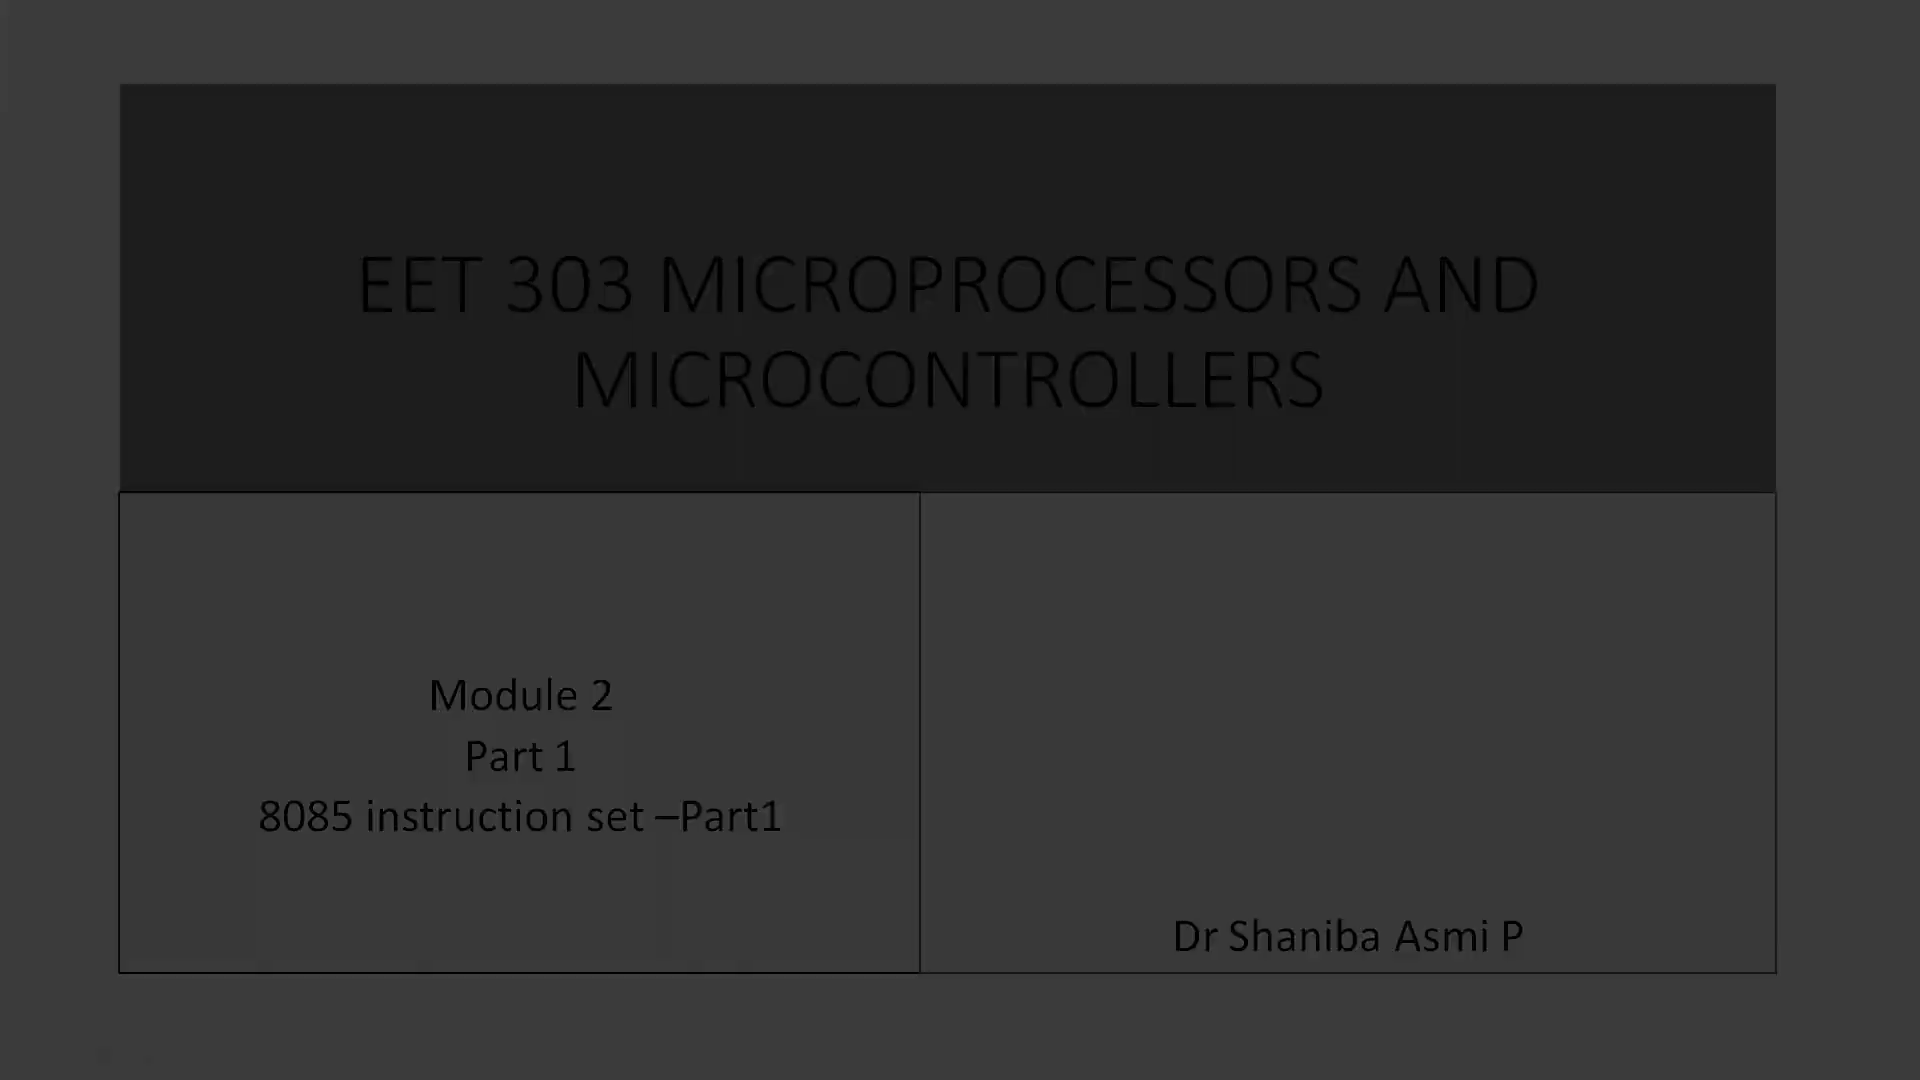 EET 303 MICROPROCESSORS AND
MICROCONTROLLERS
Module 2
Part 1
8085 instruction set –Part1
Dr Shaniba Asmi P